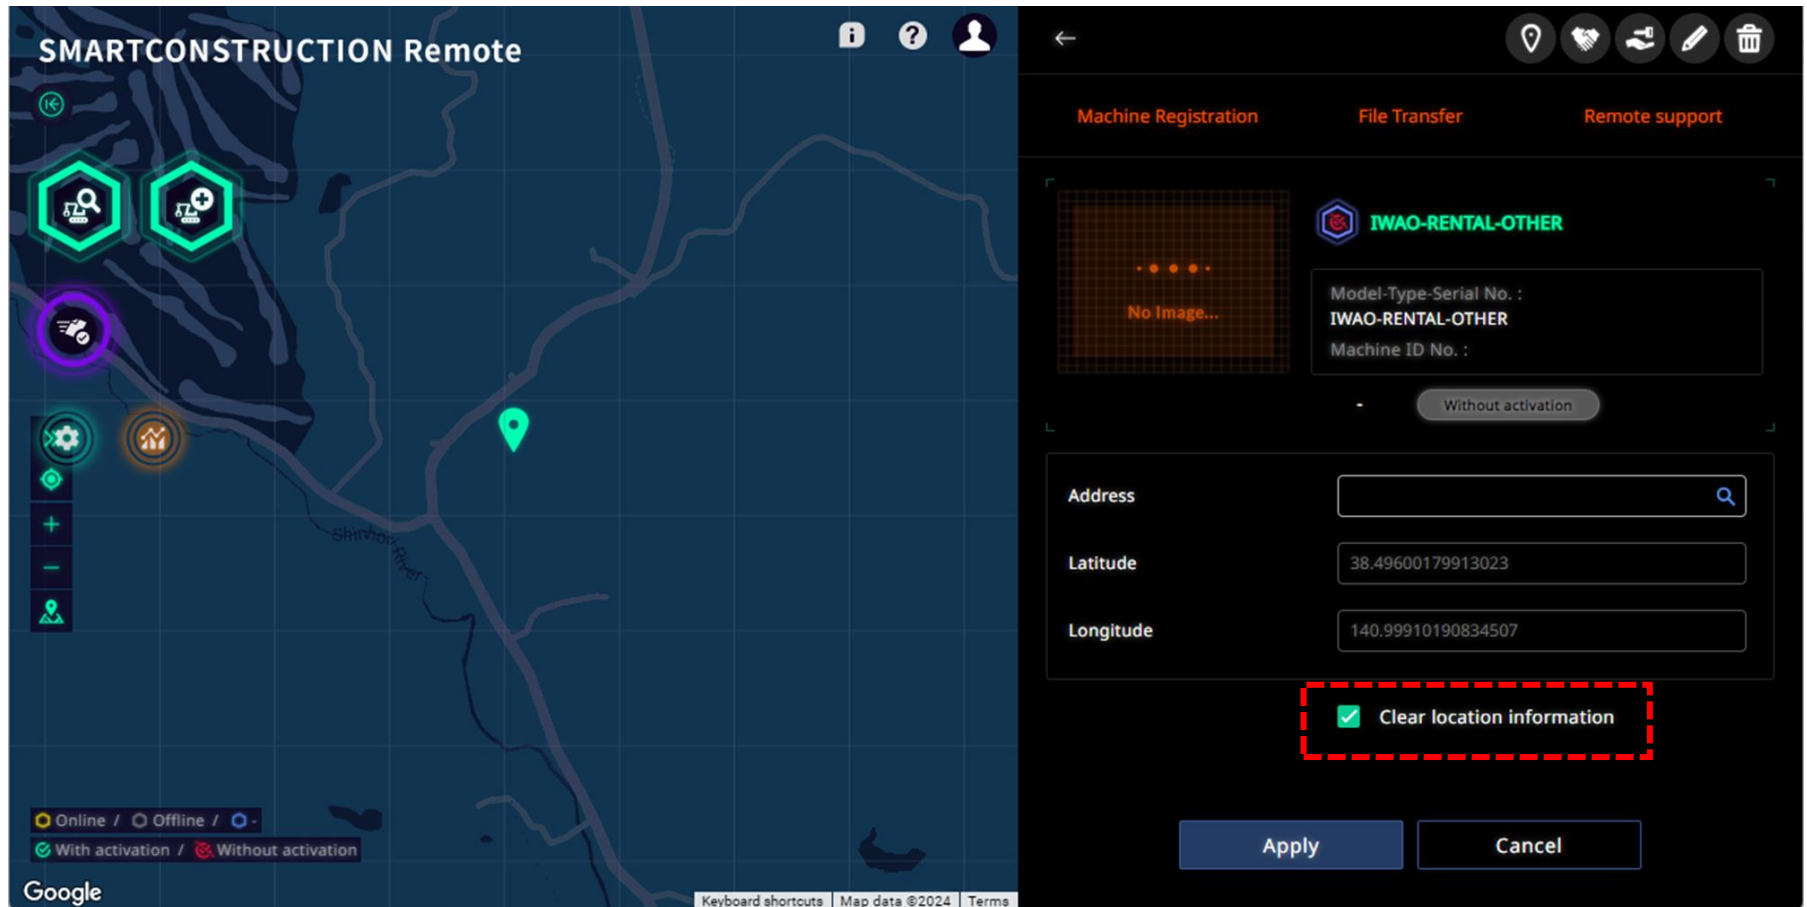 SMARTCONSTRUCTION Remote
Shinkon River
Online / Offline / -
With activation / Without activation
Google
Keyboard shortcuts Map data ©2024 Terms
Machine Registration File Transfer Remote support
No Image...
IWAO-RENTAL-OTHER
Model-Type-Serial No. :
IWAO-RENTAL-OTHER
Machine ID No. :
- Without activation
Address
Latitude 38.49600179913023
Longitude 140.99910190834507
Clear location information
Apply Cancel